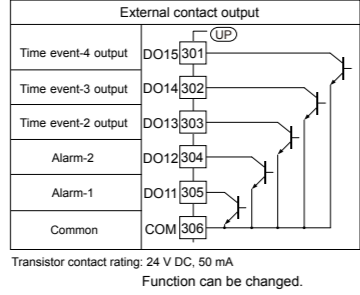 External contact output
UP
Time event-4 output DO15 301
Time event-3 output DO14 302
Time event-2 output DO13 303
Alarm-2 DO12 304
Alarm-1 DO11 305
Common COM 306
Transistor contact rating: 24 V DC, 50 mA
Function can be changed.